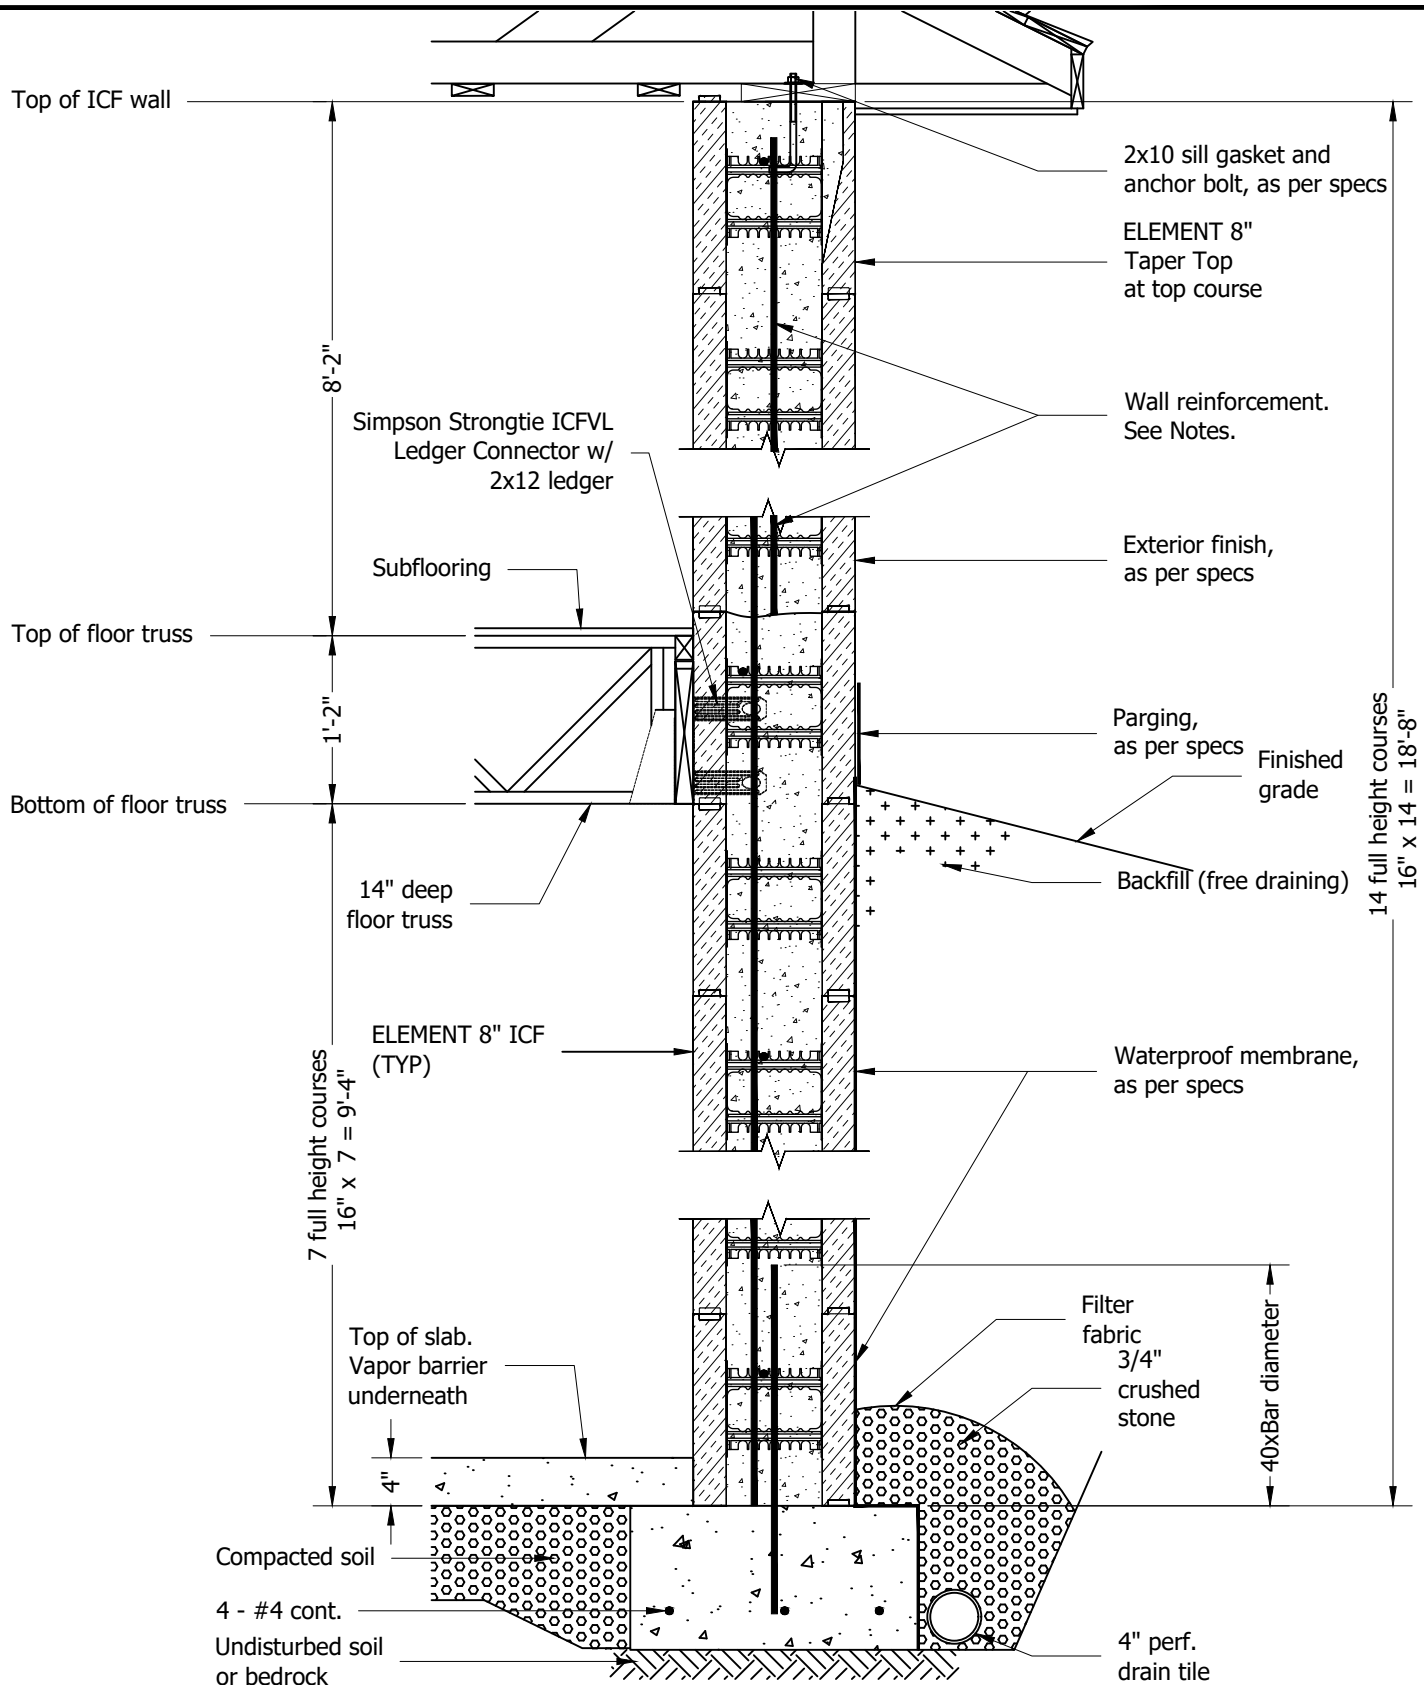 Top of ICF wall
2x10 sill gasket and
anchor bolt, as per specs
ELEMENT 8"
Taper Top
at top course
8'-2"
Simpson Strongtie ICFVL
Ledger Connector w/
2x12 ledger
Wall reinforcement.
See Notes.
Subflooring
Exterior finish,
as per specs
Top of floor truss
1'-2"
Parging,
as per specs
Finished
grade
Bottom of floor truss
14" deep
floor truss
Backfill (free draining)
14 full height courses
16" x 14 = 18'-8"
ELEMENT 8" ICF
(TYP)
Waterproof membrane,
as per specs
7 full height courses
16" x 7 = 9'-4"
Filter
fabric
3/4"
crushed
stone
40xBar diameter
Top of slab.
Vapor barrier
underneath
4"
Compacted soil
4 - #4 cont.
Undisturbed soil
or bedrock
4" perf.
drain tile